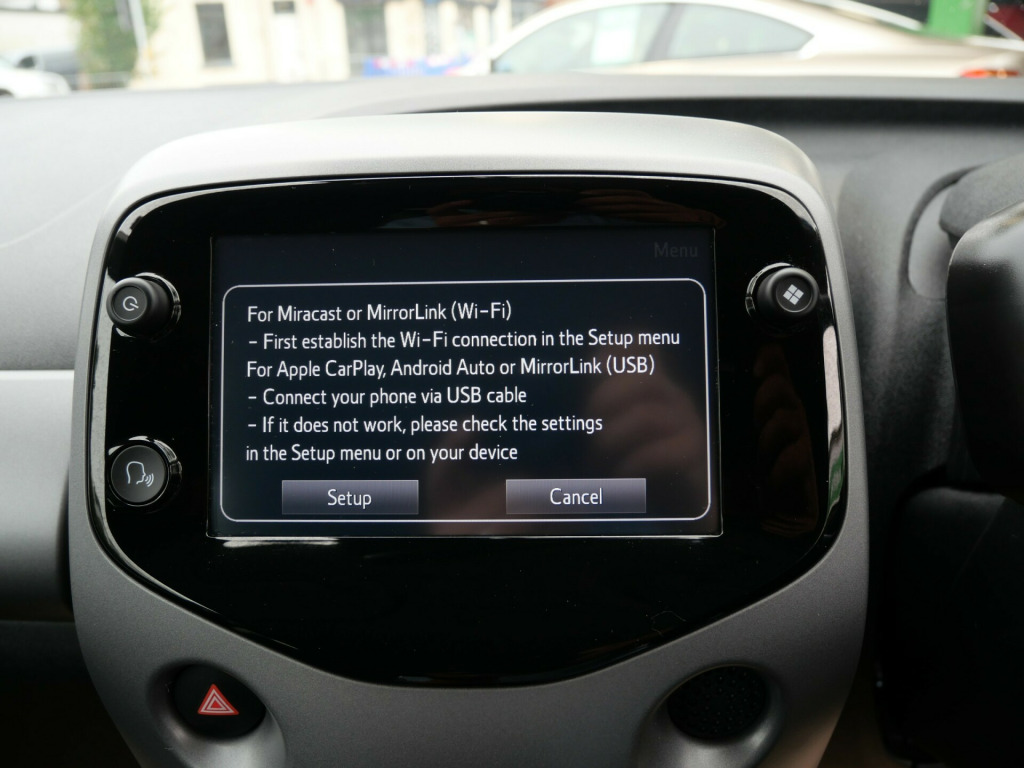 Menu
For Miracast or MirrorLink (Wi-Fi)
- First establish the Wi-Fi connection in the Setup menu
For Apple CarPlay, Android Auto or MirrorLink (USB)
- Connect your phone via USB cable
- If it does not work, please check the settings
in the Setup menu or on your device
Setup
Cancel